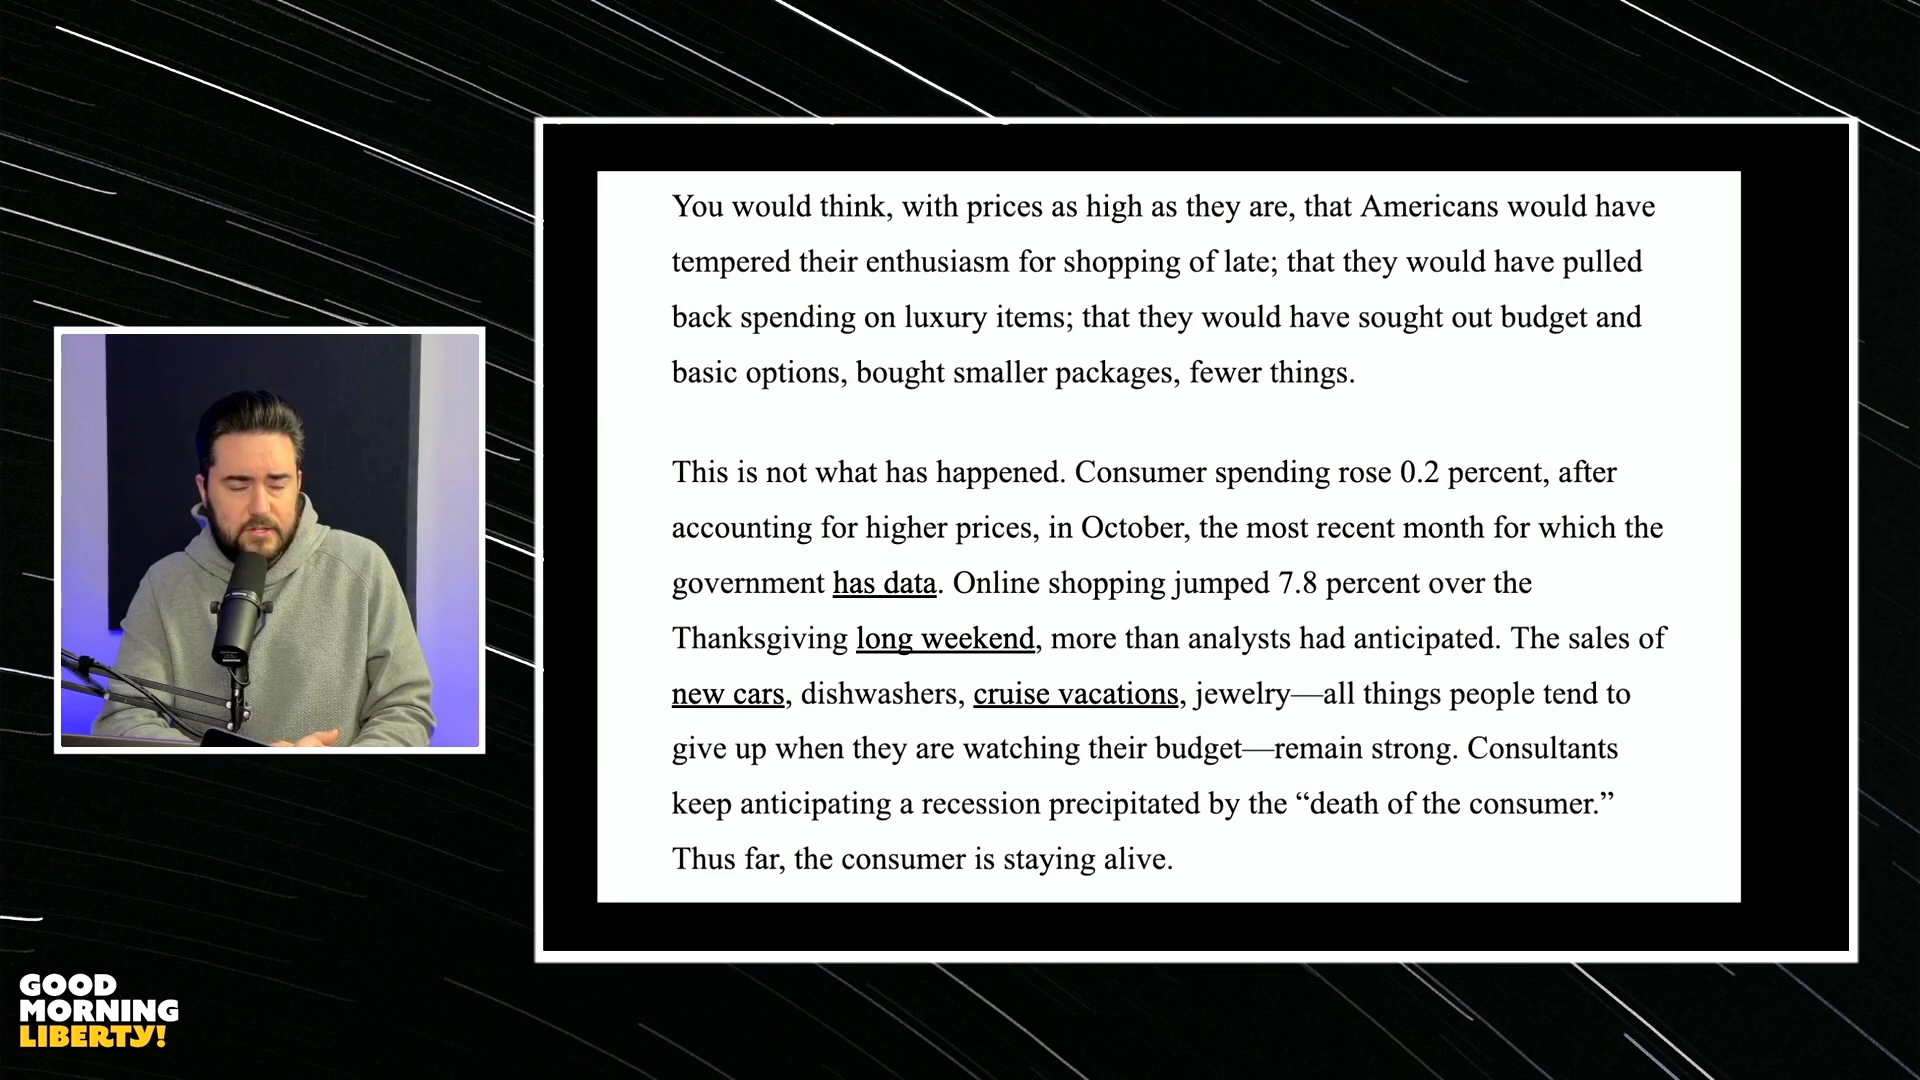 You would think, with prices as high as they are, that Americans would have
tempered their enthusiasm for shopping of late; that they would have pulled
back spending on luxury items; that they would have sought out budget and
basic options, bought smaller packages, fewer things.
This is not what has happened. Consumer spending rose 0.2 percent, after
accounting for higher prices, in October, the most recent month for which the
government has data. Online shopping jumped 7.8 percent over the
Thanksgiving long weekend, more than analysts had anticipated. The sales of
new cars, dishwashers, cruise vacations, jewelry—all things people tend to
give up when they are watching their budget—remain strong. Consultants
keep anticipating a recession precipitated by the “death of the consumer.”
Thus far, the consumer is staying alive.
GOOD
MORNING
LIBERTY!